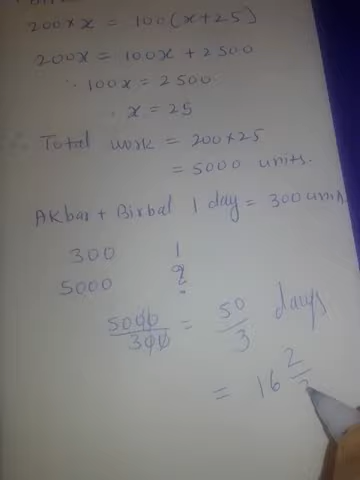 200 × x = 100 (x + 25)
200x = 100x + 2500
∴ 100x = 2500
∴ x = 25
Total work = 200 × 25
= 5000 units.
Akbar + Birbal 1 day = 300 units
300 1
5000 ?
5000/300 = 50/3 days
= 16 2/3